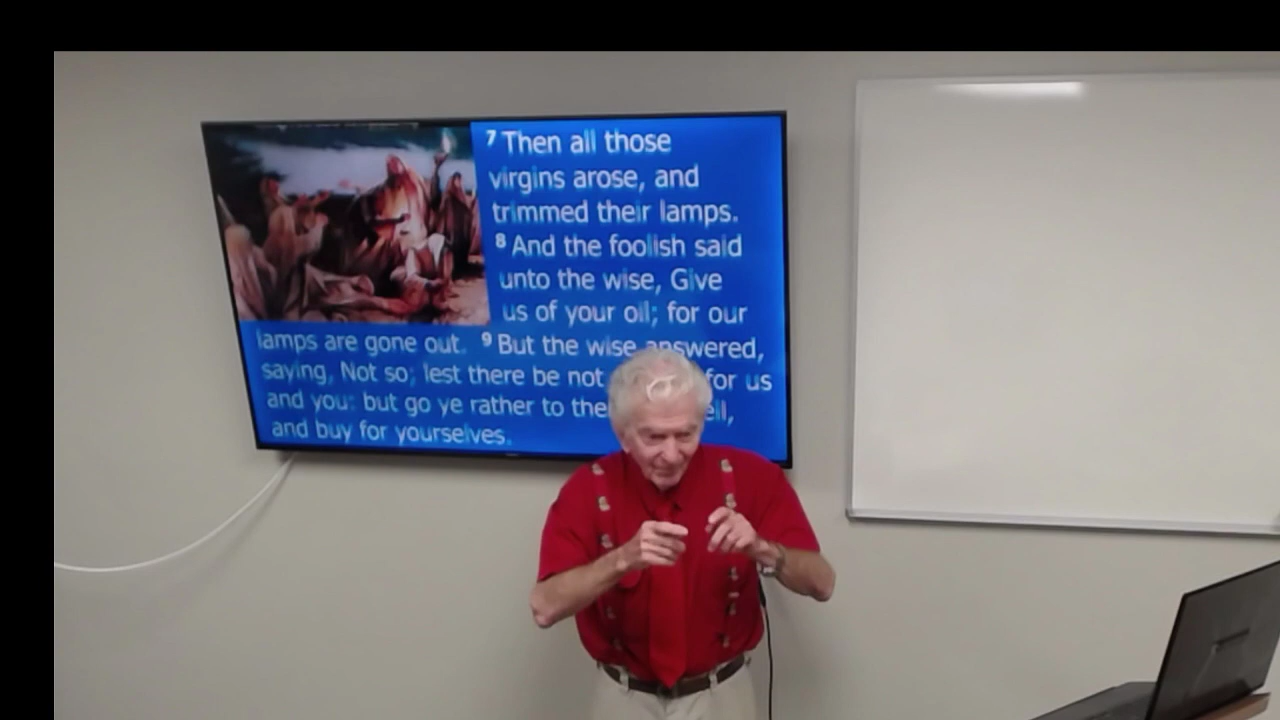 7 Then all those
virgins arose, and
trimmed their lamps.
8 And the foolish said
unto the wise, Give
us of your oil; for our
lamps are gone out. 9 But the wise answered,
saying, Not so; lest there be not for us
and you: but go ye rather to
and buy for yourselves.